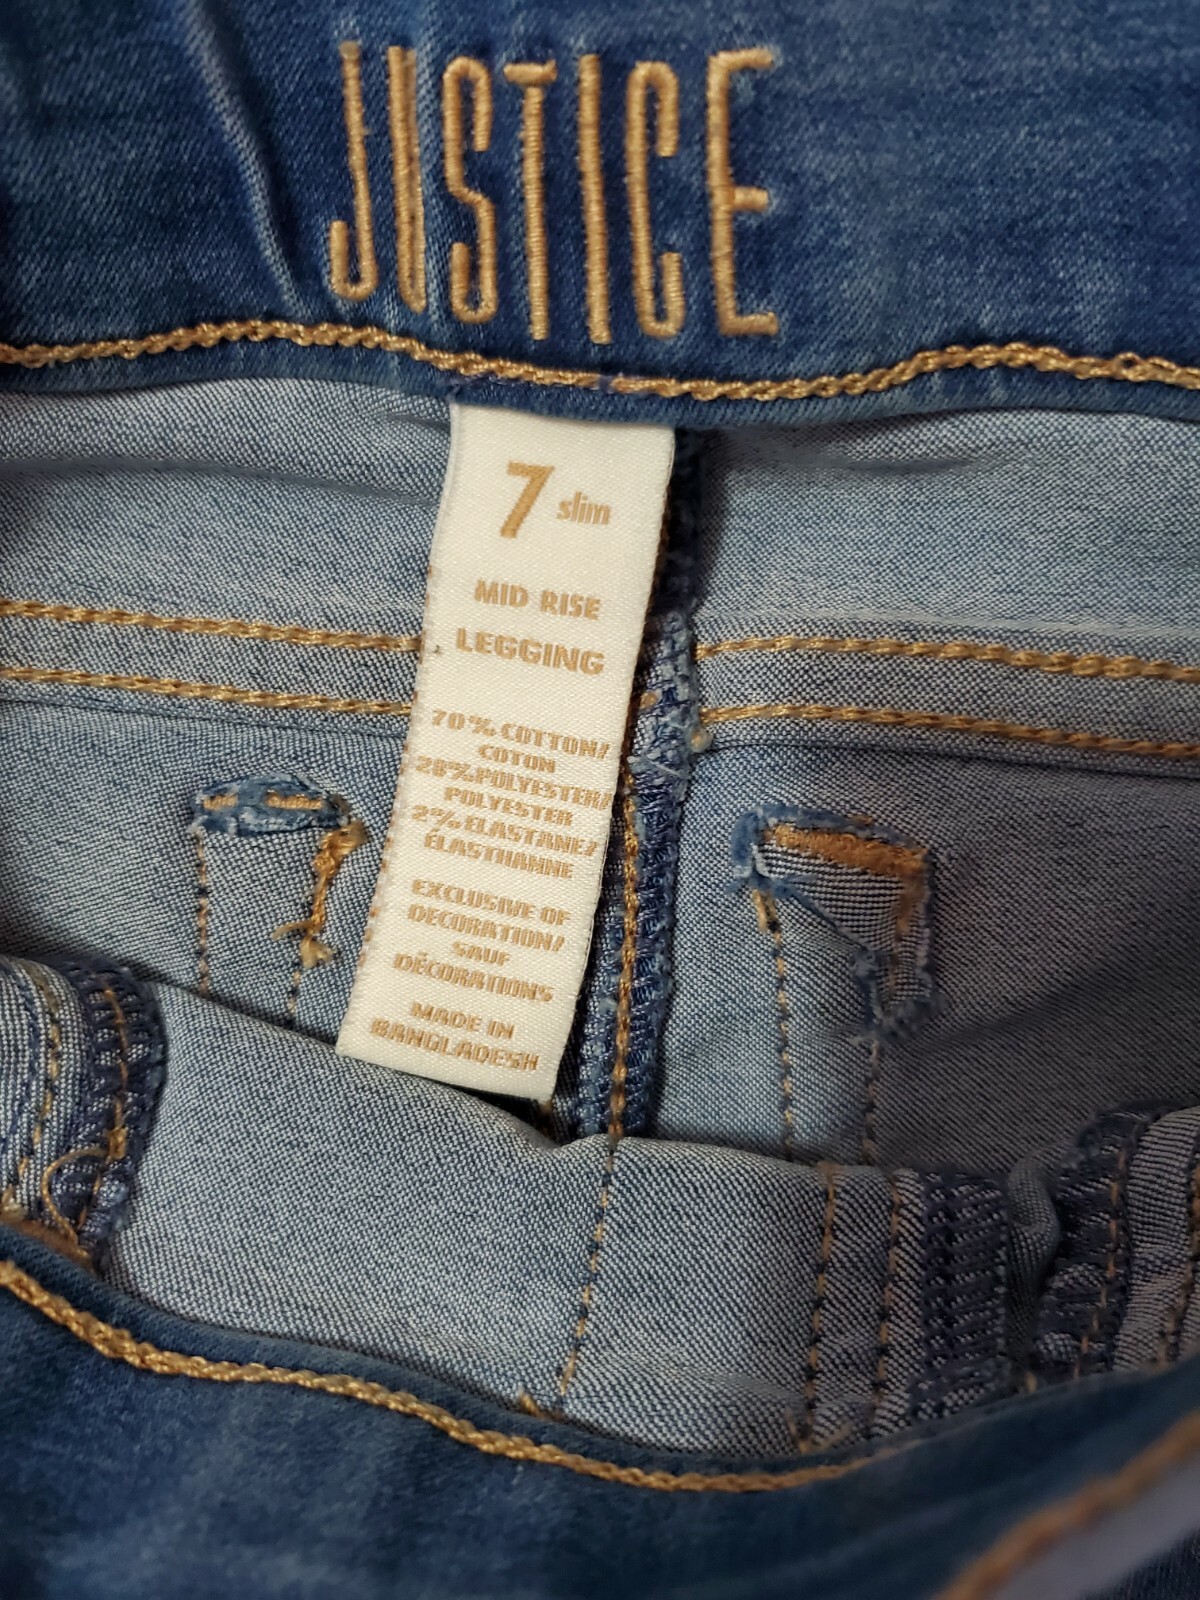 JUSTICE
7 slim
MID RISE
LEGGING
70% COTTON/
COTON
28% POLYESTER/
POLYESTER
2% ELASTANE/
ÉLASTHANNE
EXCLUSIVE OF
DECORATION/
SAUF
DÉCORATIONS
MADE IN
BANGLADESH